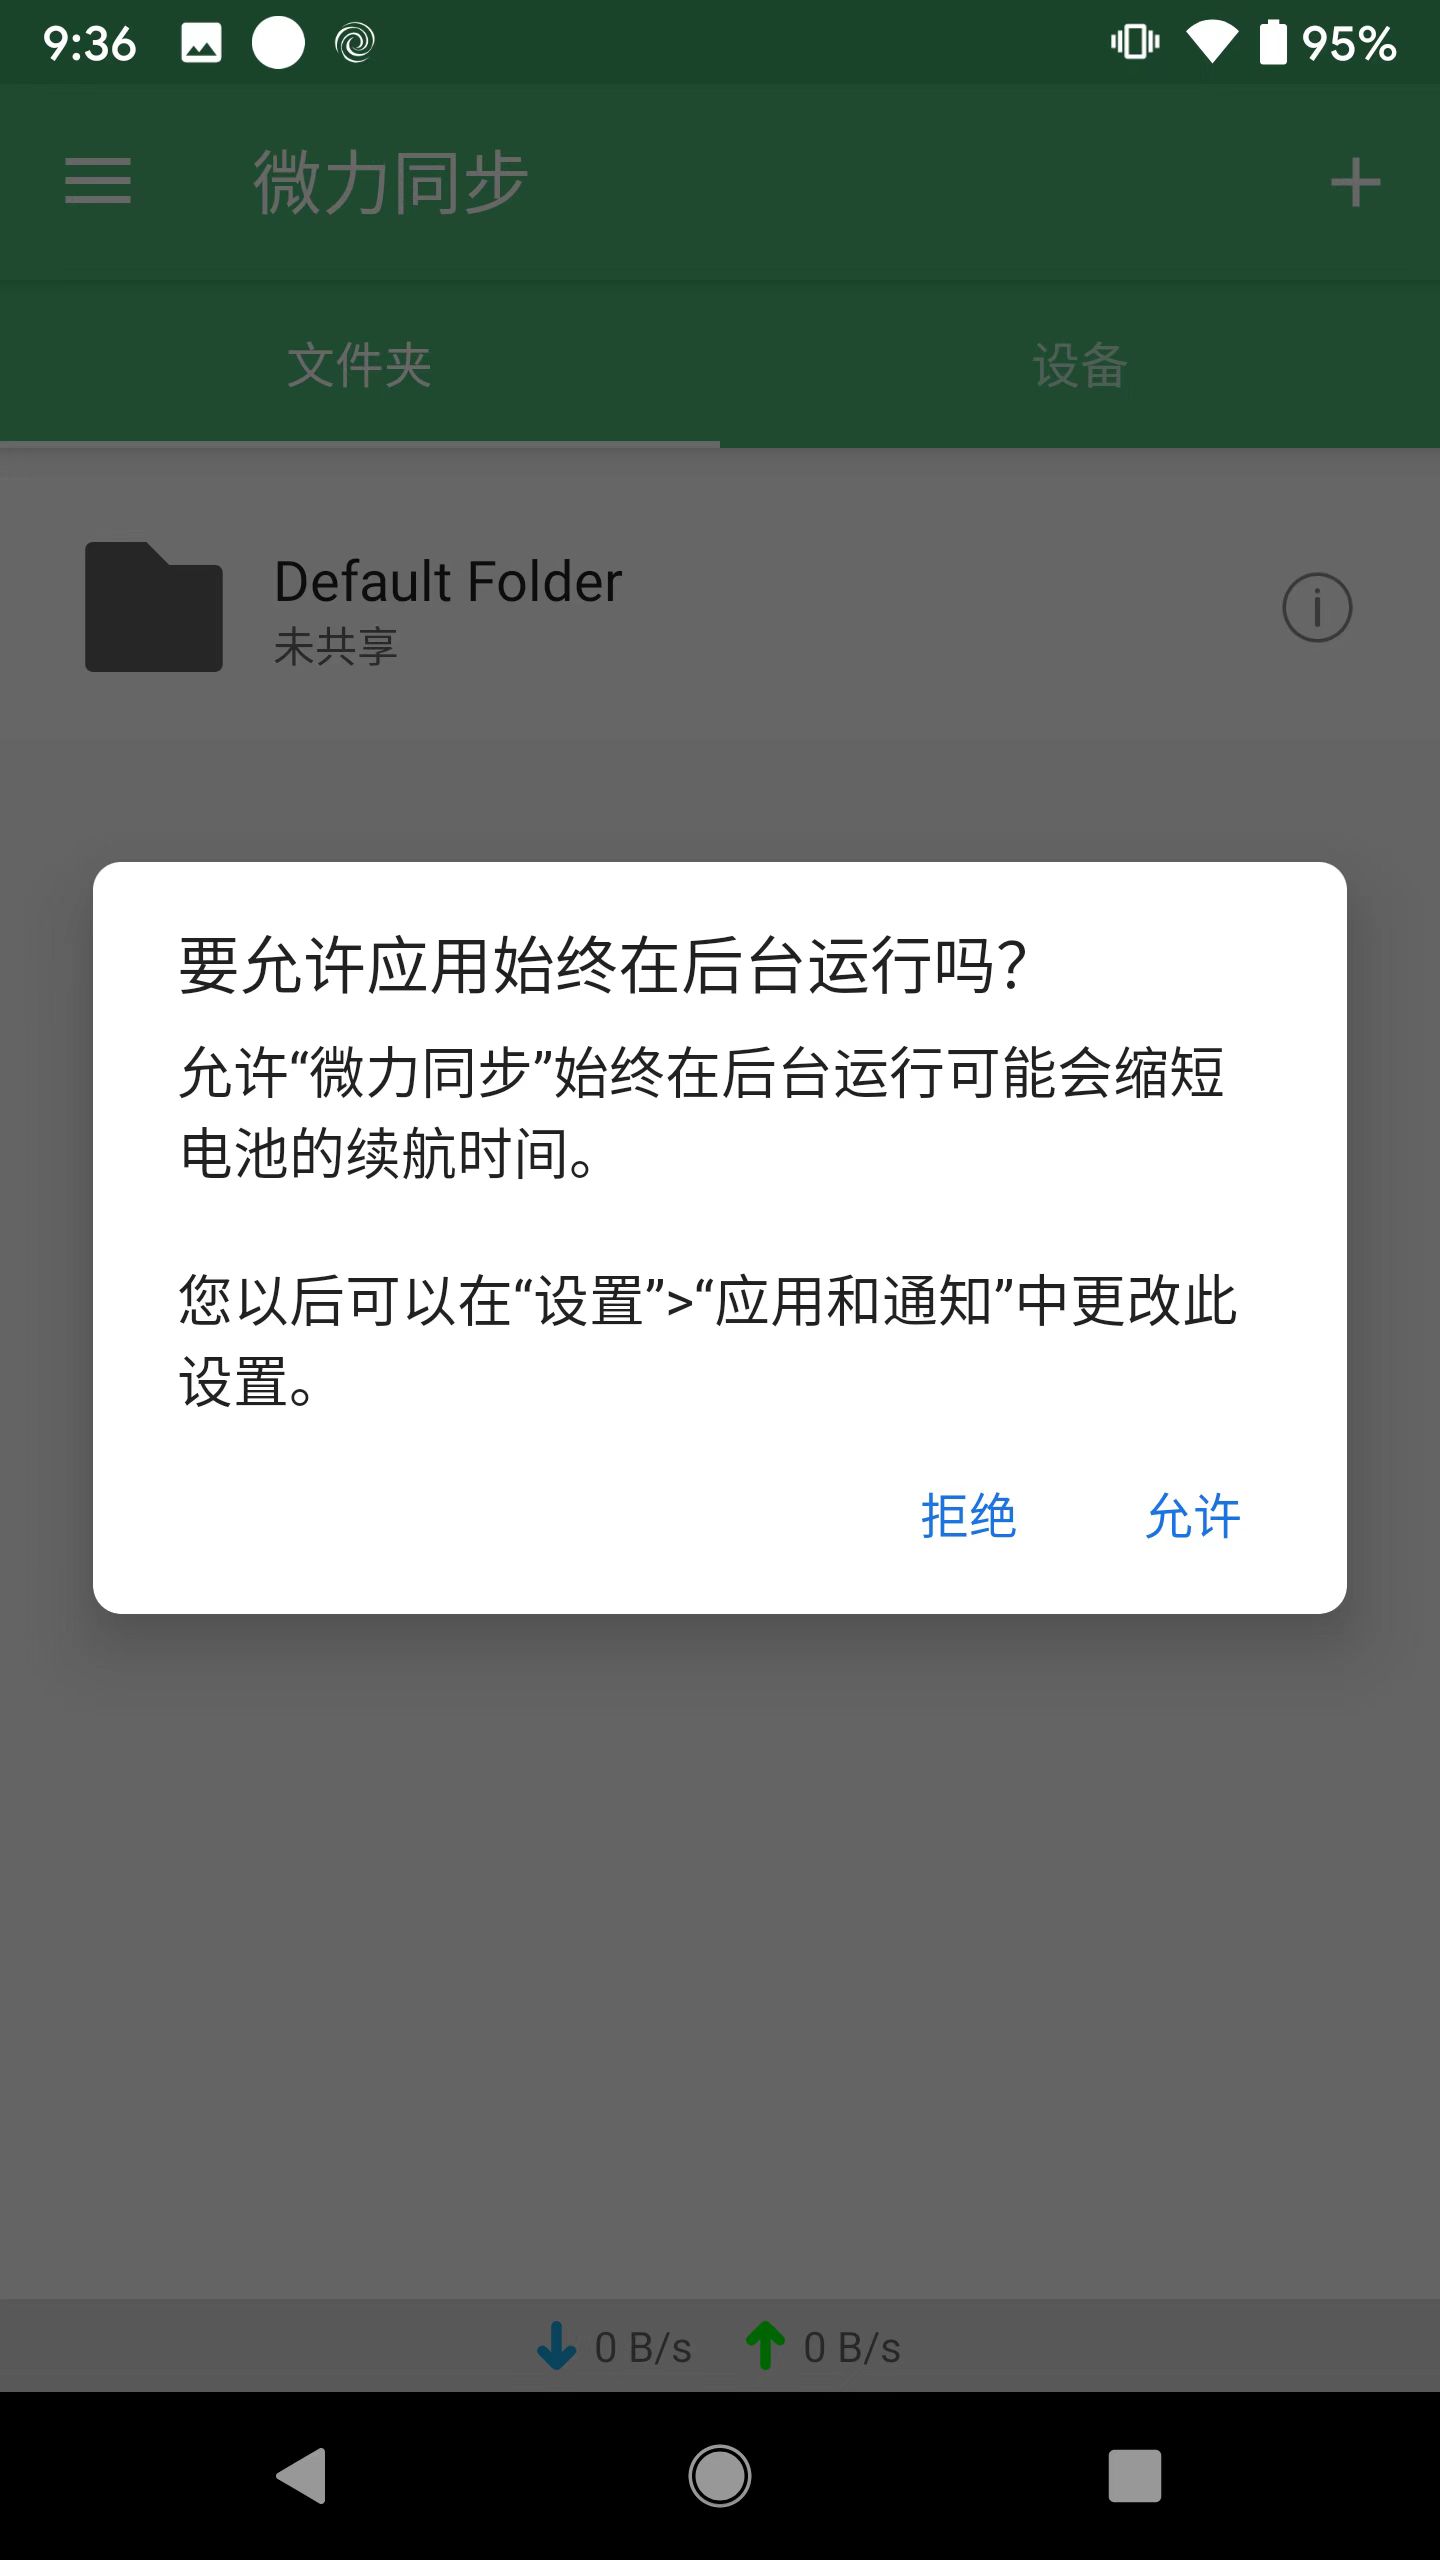 9:36
95%
微力同步
文件夹
设备
Default Folder
未共享
要允许应用始终在后台运行吗？
允许“微力同步”始终在后台运行可能会缩短
电池的续航时间。
您以后可以在“设置”>“应用和通知”中更改此
设置。
拒绝
允许
0 B/s
0 B/s